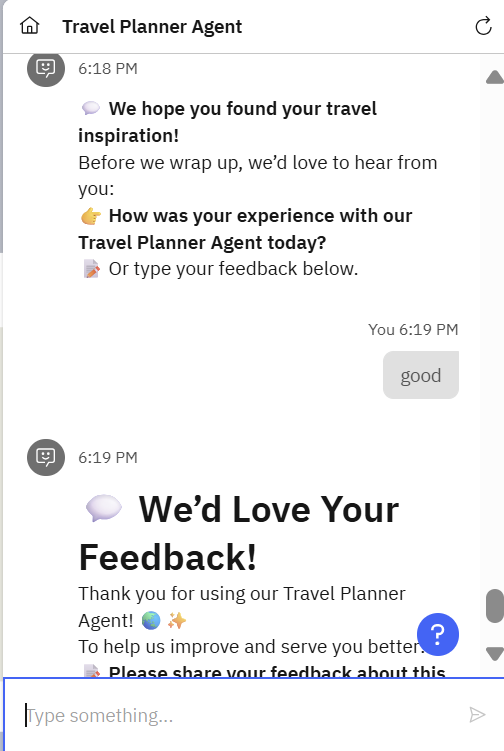 Travel Planner Agent
6:18 PM
💬 We hope you found your travel
inspiration!
Before we wrap up, we’d love to hear from
you:
👉 How was your experience with our
Travel Planner Agent today?
📝 Or type your feedback below.
You 6:19 PM
good
6:19 PM
💬 We’d Love Your
Feedback!
Thank you for using our Travel Planner
Agent! 🌍 ✨
To help us improve and serve you better:
?
📝 Please share your feedback about this
Type something...